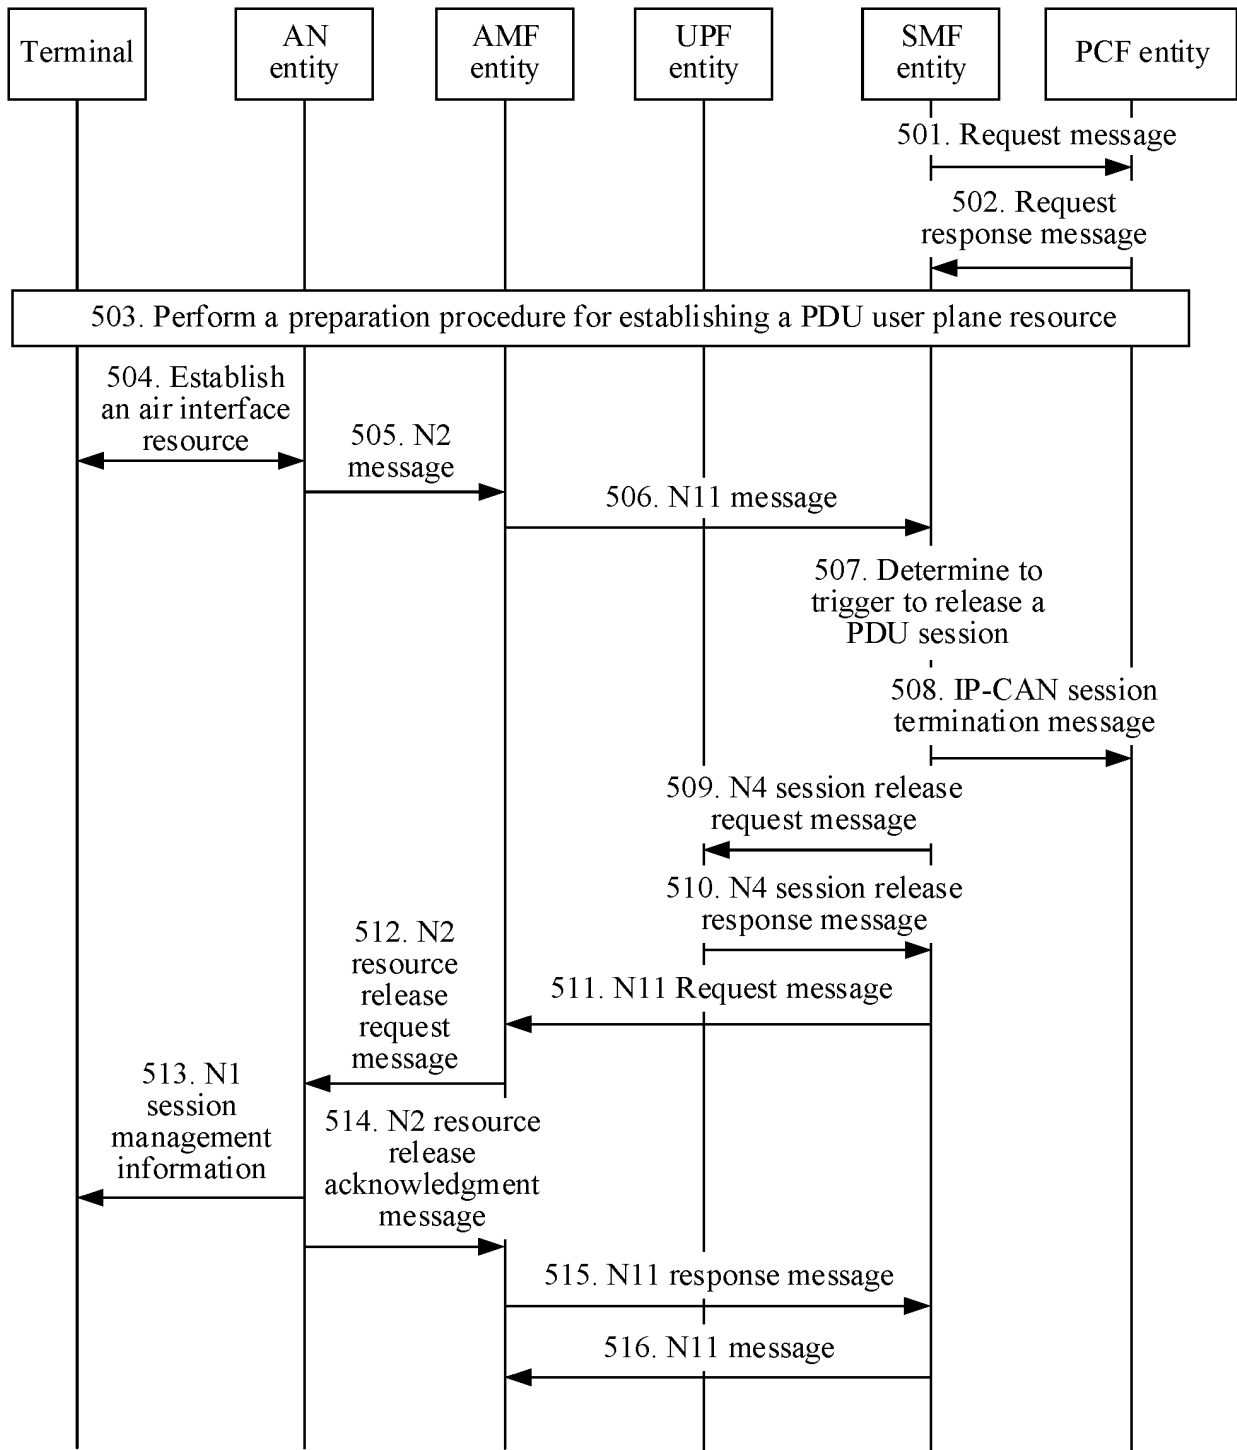 Terminal
AN
entity
AMF
entity
UPF
entity
SMF
entity
PCF entity
501. Request message
502. Request
response message
503. Perform a preparation procedure for establishing a PDU user plane resource
504. Establish
an air interface
resource
505. N2
message
506. N11 message
507. Determine to
trigger to release a
PDU session
508. IP-CAN session
termination message
509. N4 session release
request message
510. N4 session release
response message
511. N11 Request message
512. N2
resource
release
request
message
513. N1
session
management
information
514. N2 resource
release
acknowledgment
message
515. N11 response message
516. N11 message